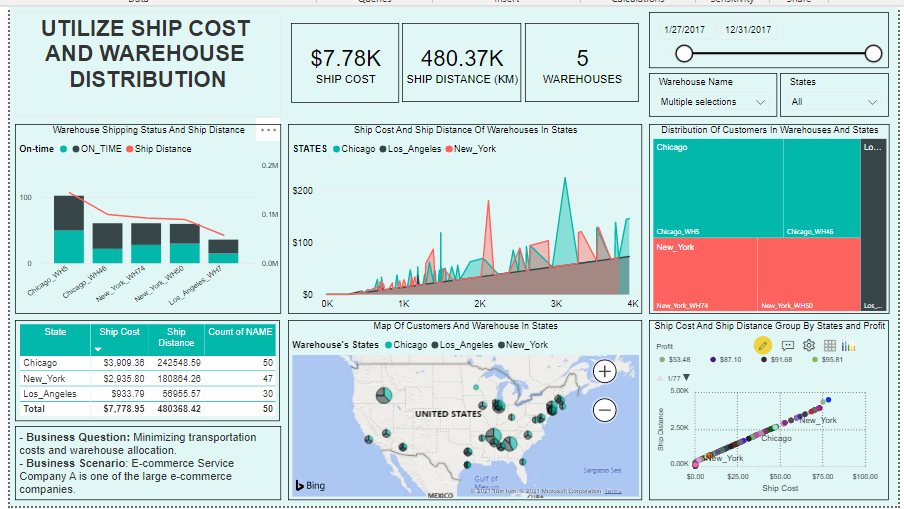 UTILIZE SHIP COST
AND WAREHOUSE
DISTRIBUTION
$7.78K
SHIP COST
480.37K
SHIP DISTANCE (KM)
5
WAREHOUSES
1/27/2017 12/31/2017
Warehouse Name
Multiple selections
States
All
Warehouse Shipping Status And Ship Distance
On-time ON_TIME Ship Distance
0.2M
100
0.1M
0
0.0M
Chicago_WH5
Chicago_WH46
New_York_WH74
New_York_WH50
Los_Angeles_WH7
Ship Cost And Ship Distance Of Warehouses In States
STATES Chicago Los_Angeles New_York
$200
$100
$0
0K 1K 2K 3K 4K
Distribution Of Customers In Warehouses And States
Chicago
Lo...
Chicago_WH5
Chicago_WH46
New_York
New_York_WH74
New_York_WH50
Los_...
State Ship Cost Ship Distance Count of NAME
Chicago $3,909.36 242548.59 50
New_York $2,935.80 180864.26 47
Los_Angeles $933.79 56955.57 30
Total $7,778.95 480368.42 50
- Business Question: Minimizing transportation
costs and warehouse allocation.
- Business Scenario: E-commerce Service
Company A is one of the large e-commerce
companies.
Map Of Customers And Warehouse In States
Warehouse's States Chicago Los_Angeles New_York
UNITED STATES
Gulf of
Mexico
Sargasso Sea
MEXICO
Bing
© 2021 TomTom, © 2021 Microsoft Corporation Terms
Ship Cost And Ship Distance Group By States and Profit
Profit
$53.48 $87.10 $91.68 $95.81
1/77
5.00K
2.50K
0.00K
Ship Distance
New_York
Chicago
New_York
$0.00 $25.00 $50.00 $75.00 $100.00
Ship Cost